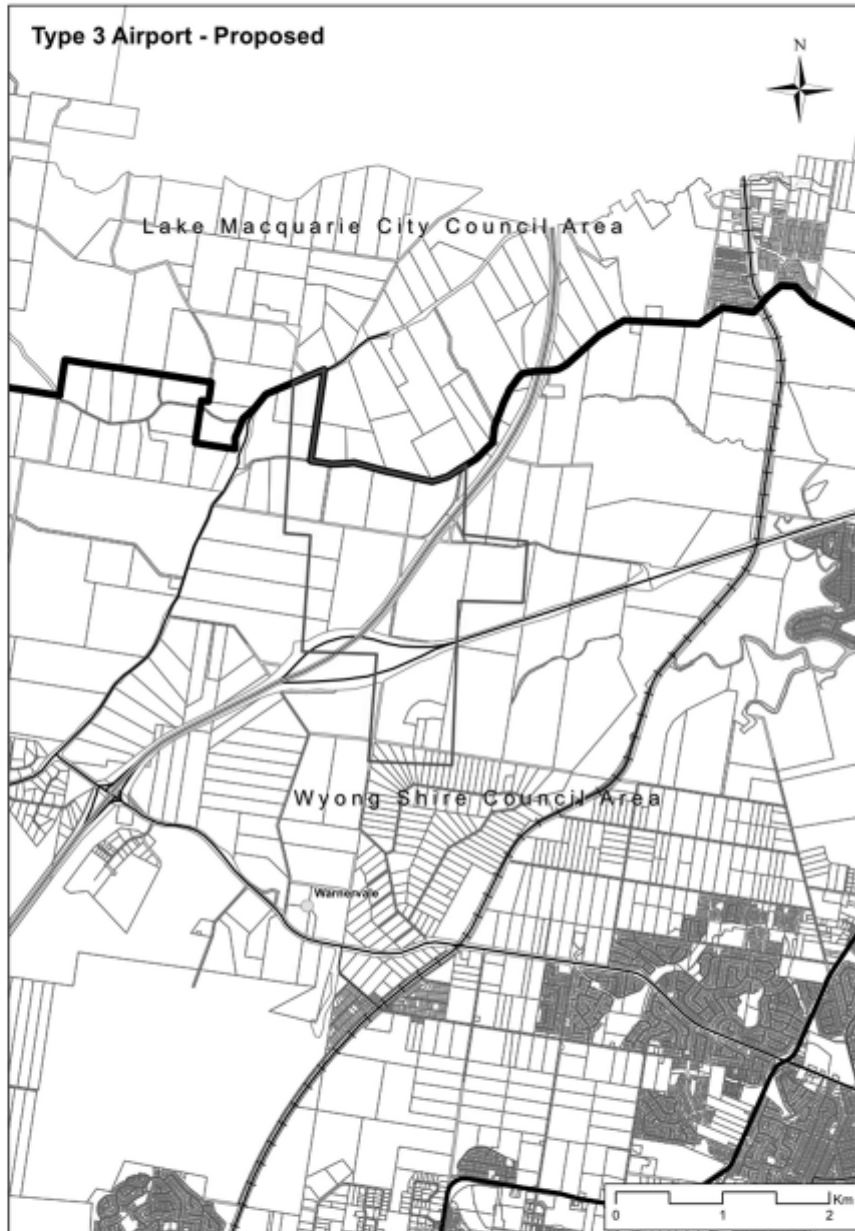 Type 3 Airport - Proposed
N
Lake Macquarie City Council Area
Wyong Shire Council Area
Warnervale
Km
0 1 2